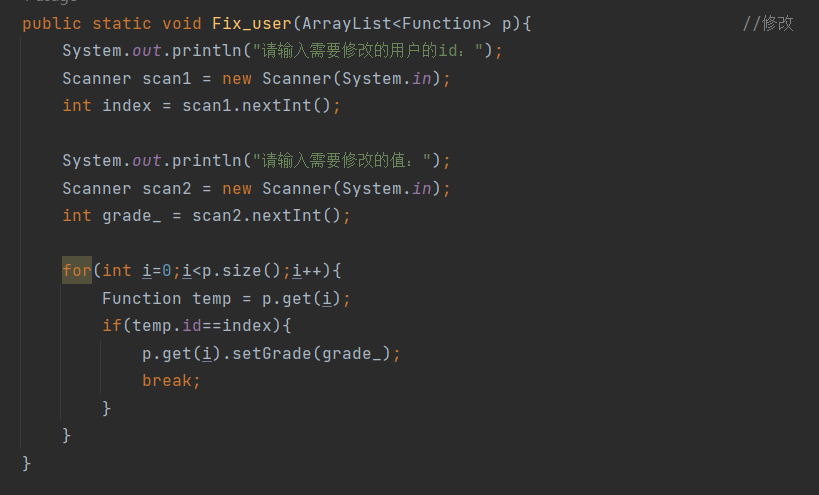 public static void Fix_user(ArrayList<Function> p){ //修改
System.out.println("请输入需要修改的用户的id：");
Scanner scan1 = new Scanner(System.in);
int index = scan1.nextInt();
System.out.println("请输入需要修改的值：");
Scanner scan2 = new Scanner(System.in);
int grade_ = scan2.nextInt();
for(int i=0;i<p.size();i++){
Function temp = p.get(i);
if(temp.id==index){
p.get(i).setGrade(grade_);
break;
}
}
}